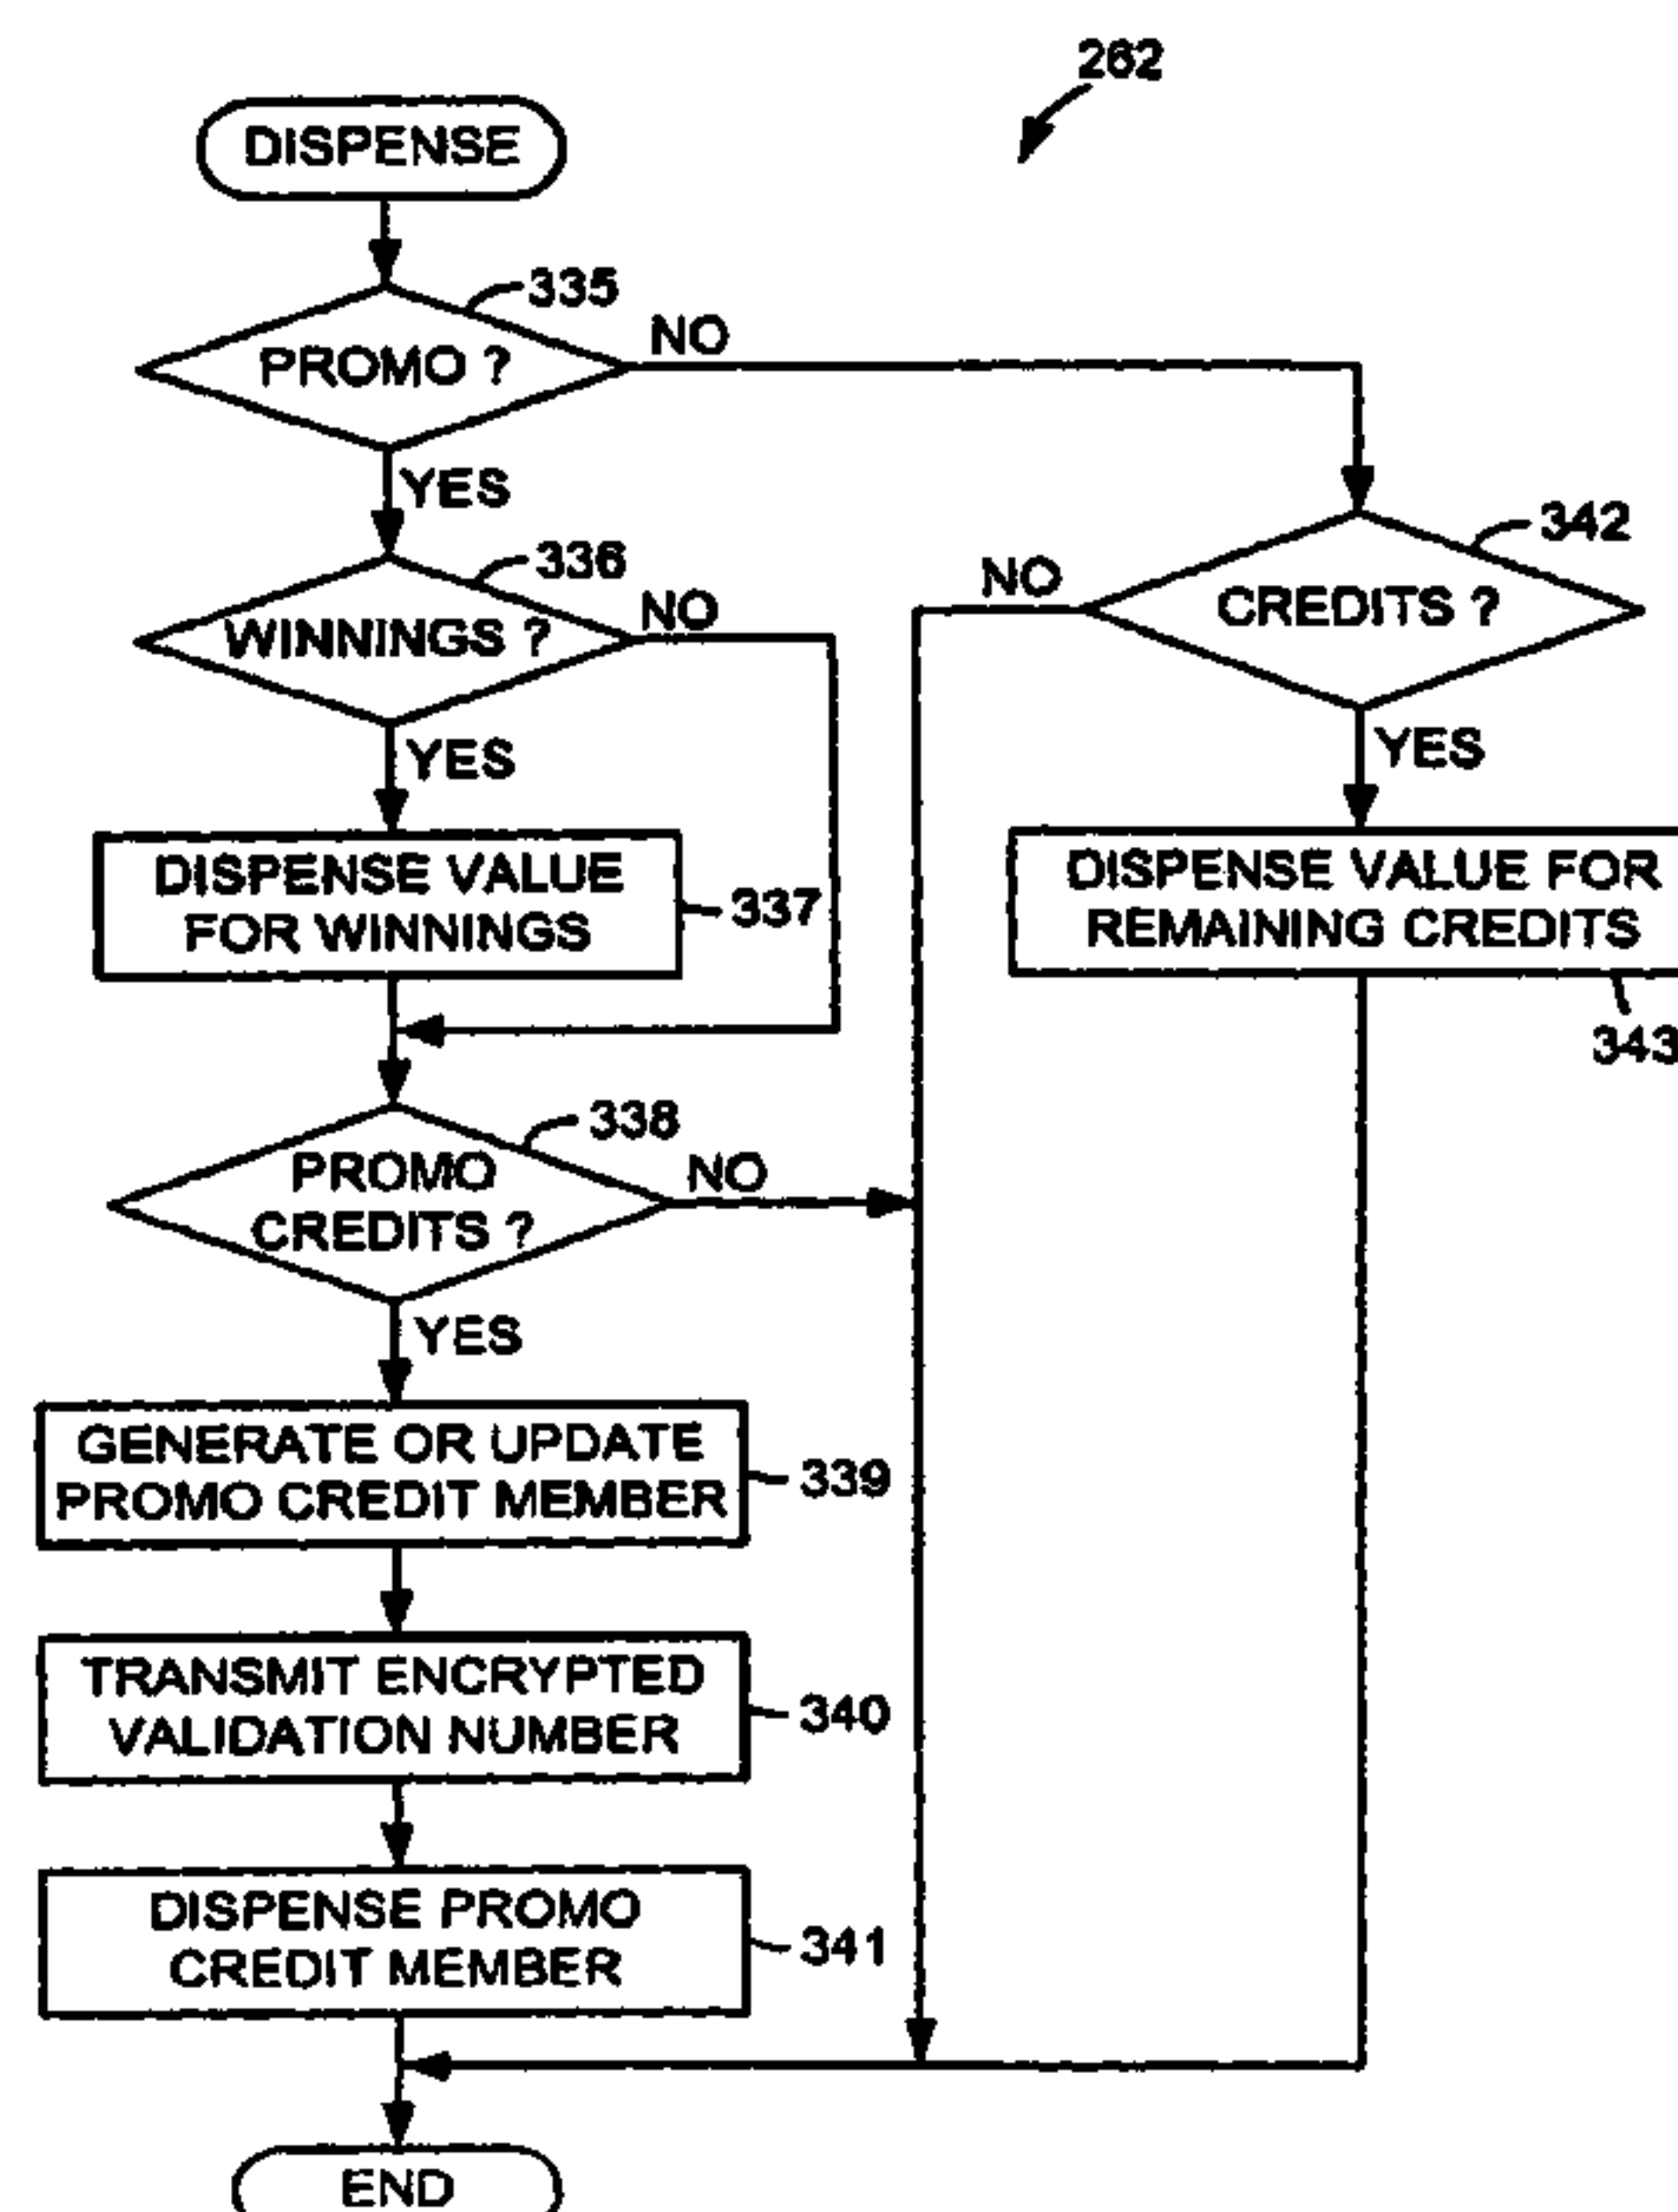 262
DISPENSE
335
PROMO ?
NO
YES
336
WINNINGS ?
NO
YES
342
CREDITS ?
NO
YES
DISPENSE VALUE
FOR WINNINGS
337
DISPENSE VALUE FOR
REMAINING CREDITS
343
338
PROMO
CREDITS ?
NO
YES
GENERATE OR UPDATE
PROMO CREDIT MEMBER
339
TRANSMIT ENCRYPTED
VALIDATION NUMBER
340
DISPENSE PROMO
CREDIT MEMBER
341
END